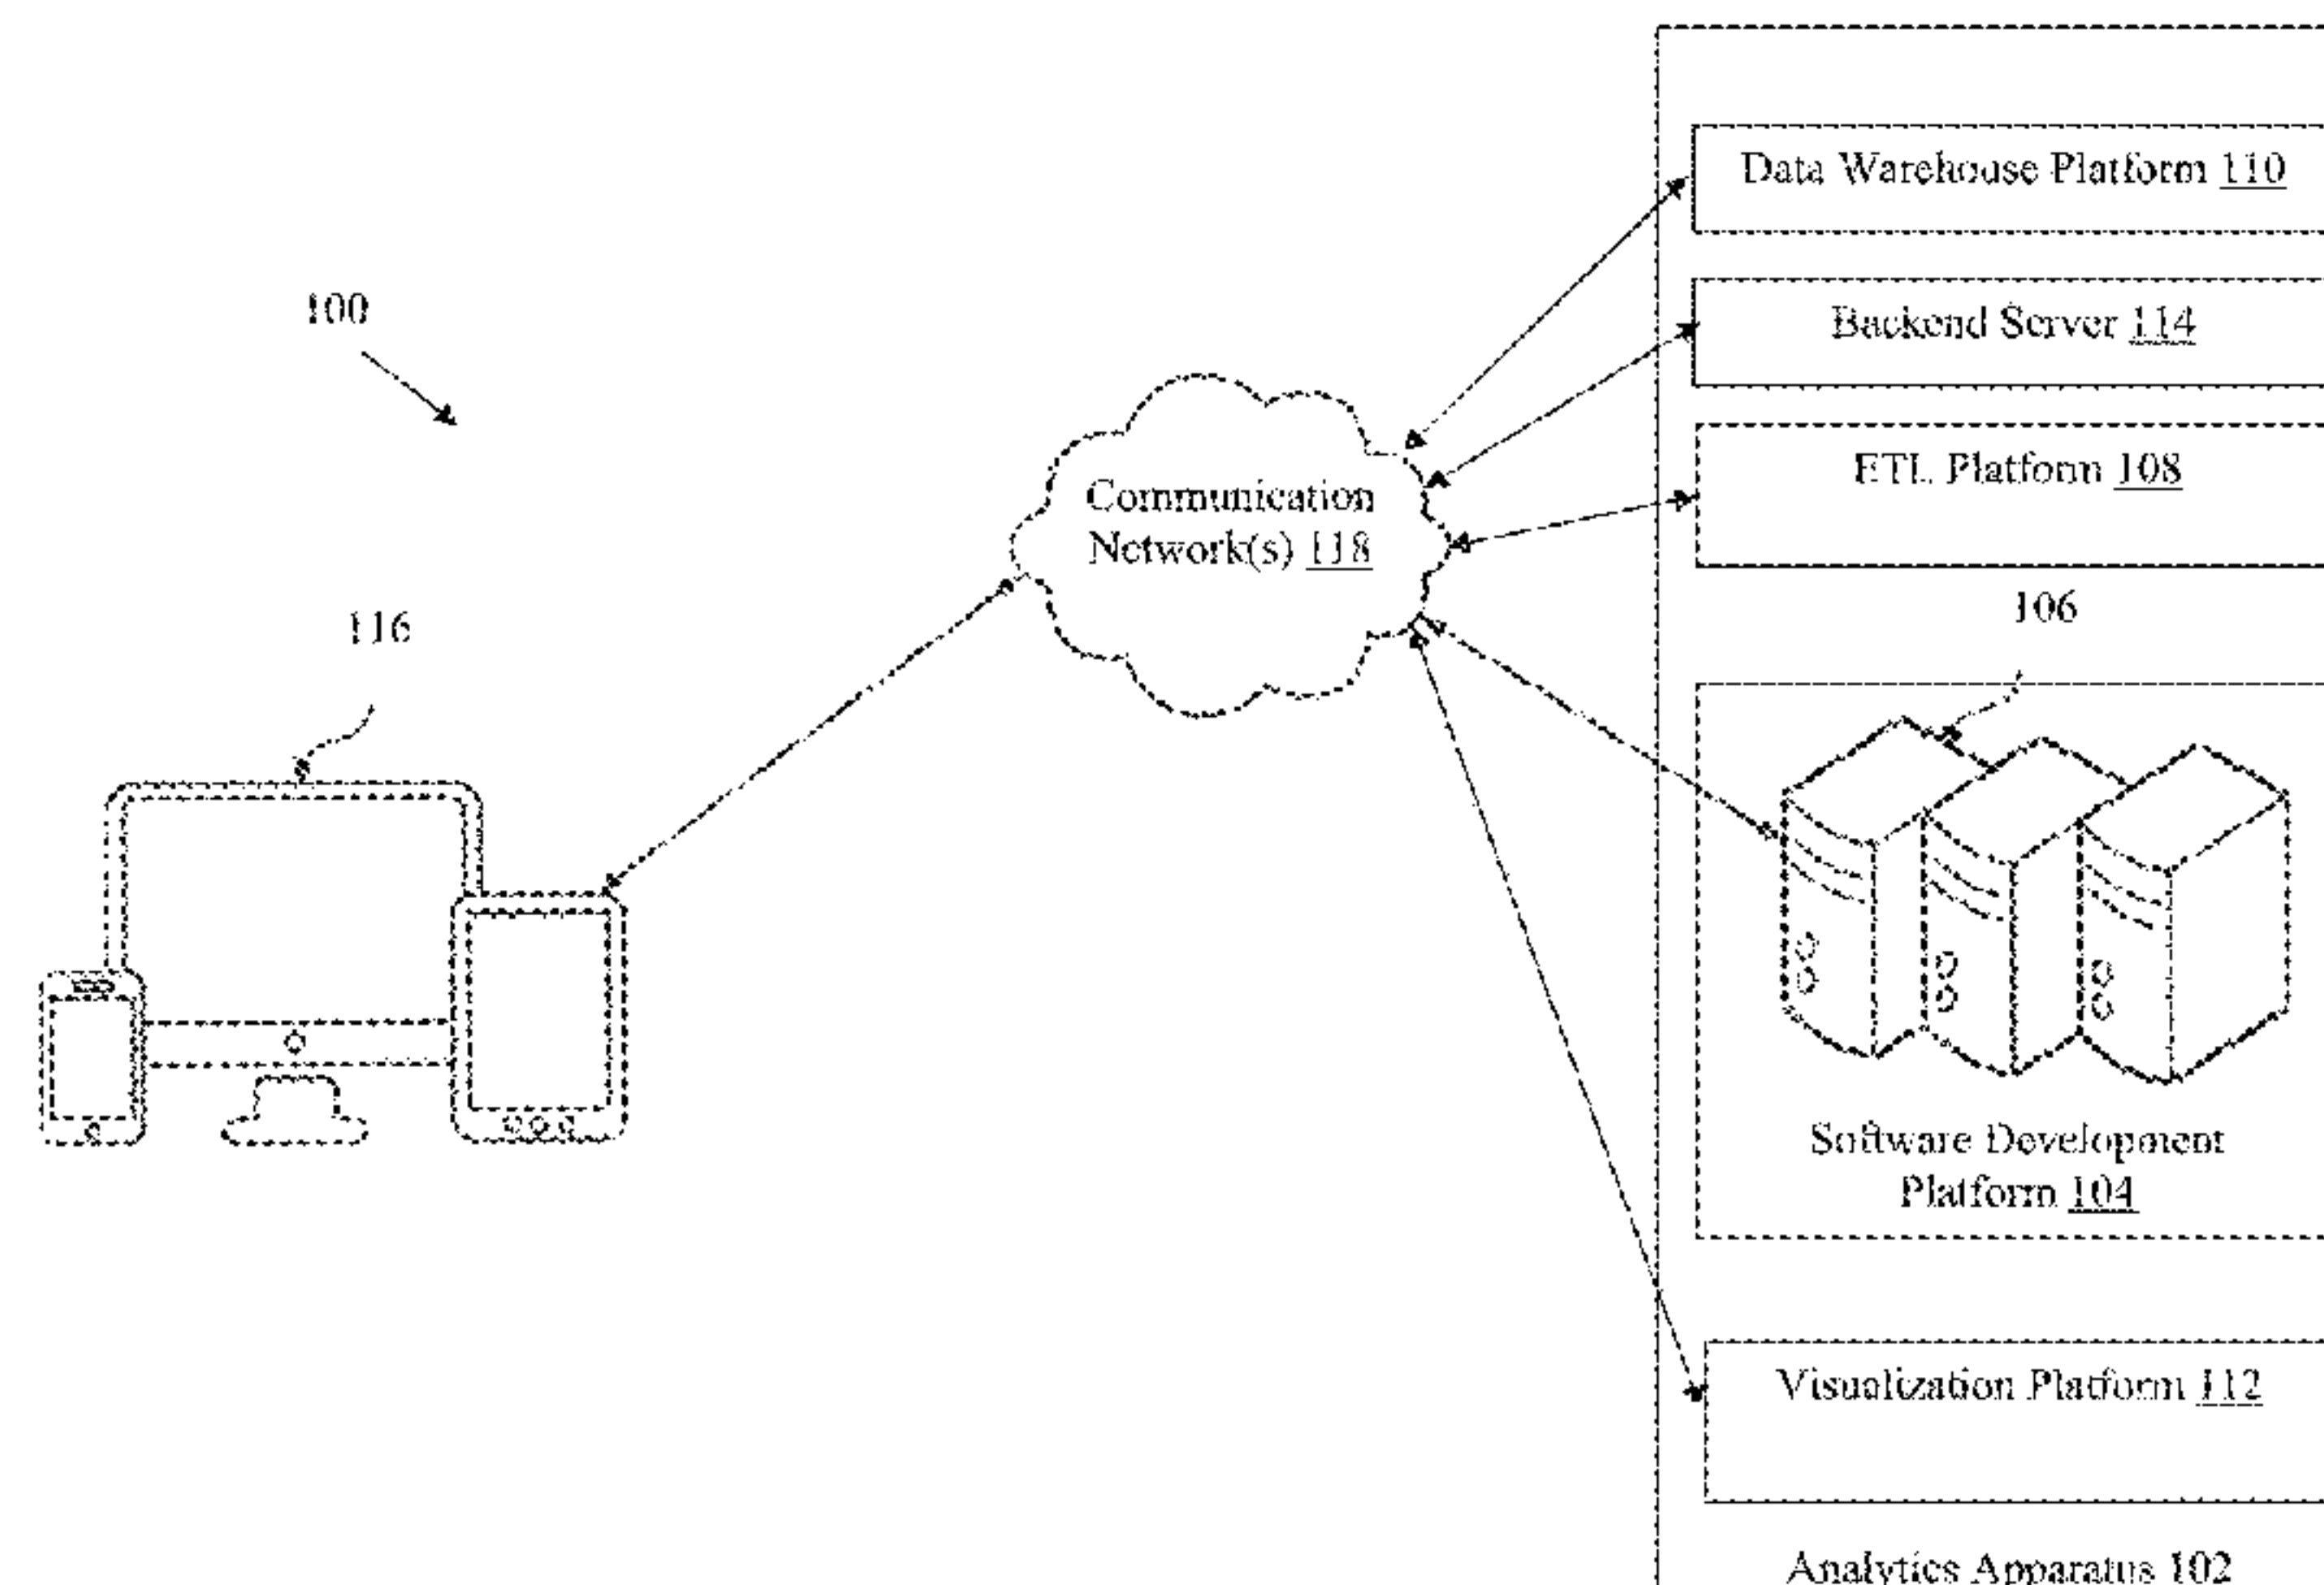 Data Warehouse Platform 110
100
Backend Server 114
ETL Platform 108
Communication
Network(s) 118
106
116
Software Development
Platform 104
Visualization Platform 112
Analytics Apparatus 102